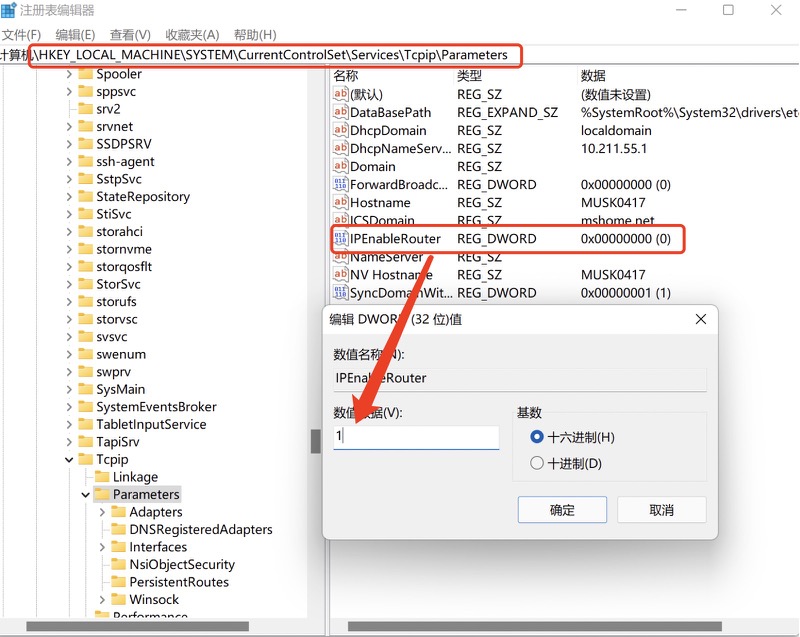 注册表编辑器
文件(F) 编辑(E) 查看(V) 收藏夹(A) 帮助(H)
计算机\HKEY_LOCAL_MACHINE\SYSTEM\CurrentControlSet\Services\Tcpip\Parameters
Spooler
sppsvc
srv2
srvnet
SSDPSRV
ssh-agent
SstpSvc
StateRepository
StiSvc
storahci
stornvme
storqosflt
StorSvc
storufs
storvsc
svsvc
swenum
swprv
SysMain
SystemEventsBroker
TabletInputService
TapiSrv
Tcpip
Linkage
Parameters
Adapters
DNSRegisteredAdapters
Interfaces
NsiObjectSecurity
PersistentRoutes
Winsock
Performance
名称 类型 数据
(默认) REG_SZ (数值未设置)
DataBasePath REG_EXPAND_SZ %SystemRoot%\System32\drivers\etc
DhcpDomain REG_SZ localdomain
DhcpNameServ... REG_SZ 10.211.55.1
Domain REG_SZ
ForwardBroadc... REG_DWORD 0x00000000 (0)
Hostname REG_SZ MUSK0417
ICSDomain REG_SZ mshome.net
IPEnableRouter REG_DWORD 0x00000000 (0)
NameServer REG_SZ
NV Hostname REG_SZ MUSK0417
SyncDomainWit... REG_DWORD 0x00000001 (1)
编辑 DWORD (32 位)值
数值名称(N):
IPEnableRouter
数值数据(V):
1
基数
十六进制(H)
十进制(D)
确定 取消